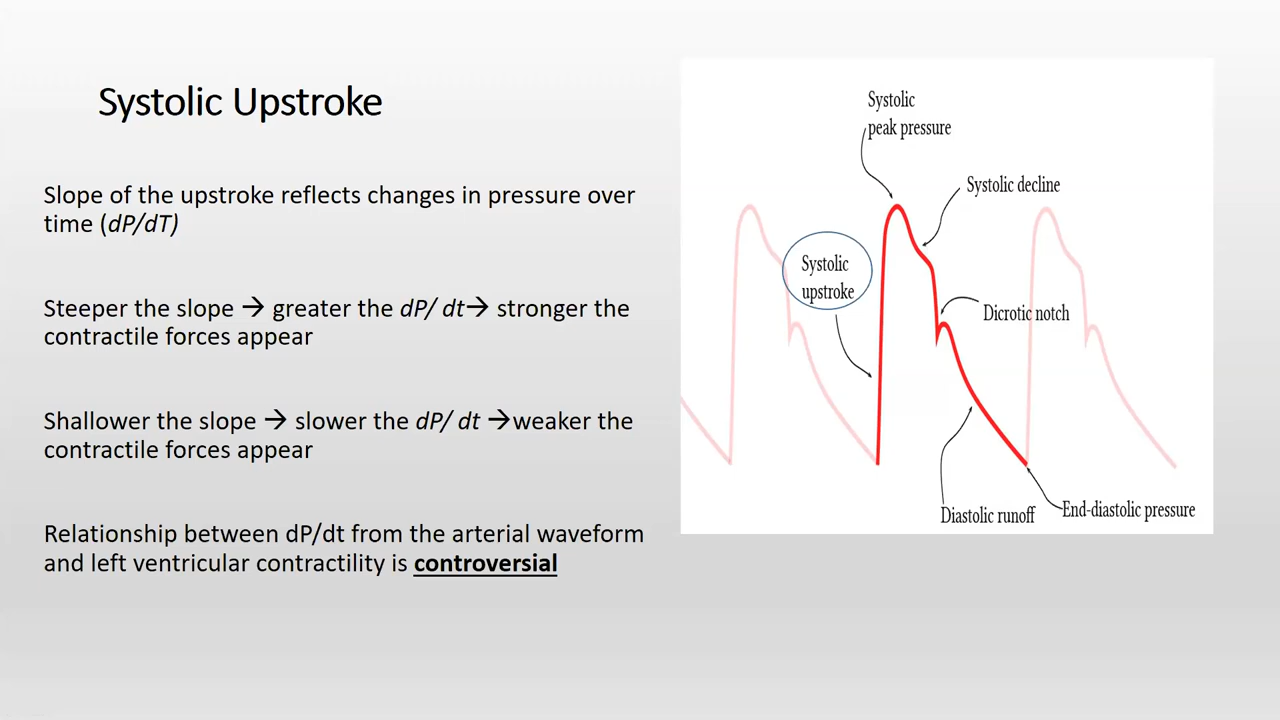 Systolic Upstroke
Slope of the upstroke reflects changes in pressure over
time (dP/dT)
Steeper the slope → greater the dP/ dt→ stronger the
contractile forces appear
Shallower the slope → slower the dP/ dt →weaker the
contractile forces appear
Relationship between dP/dt from the arterial waveform
and left ventricular contractility is controversial
Systolic
peak pressure
Systolic decline
Systolic
upstroke
Dicrotic notch
Diastolic runoff
End-diastolic pressure